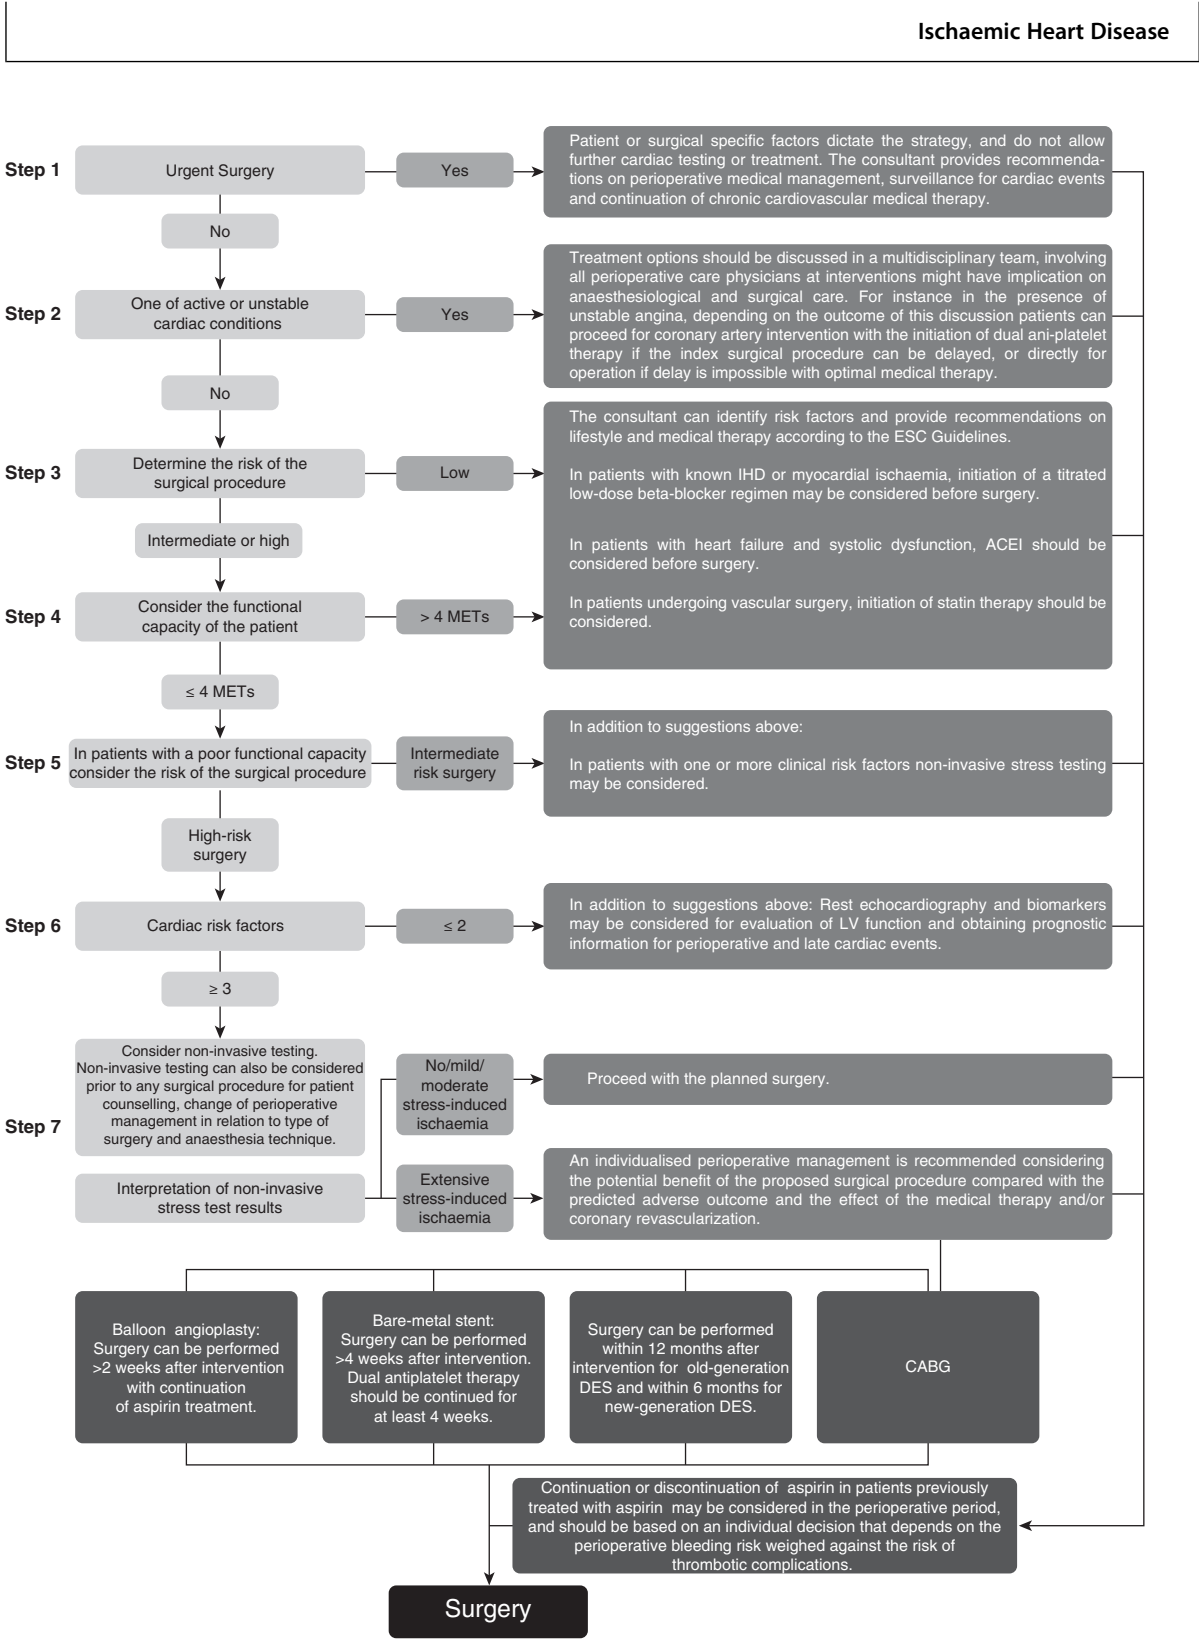 Ischaemic Heart Disease
Step 1
Urgent Surgery
Yes
Patient or surgical specific factors dictate the strategy, and do not allow
further cardiac testing or treatment. The consultant provides recommenda-
tions on perioperative medical management, surveillance for cardiac events
and continuation of chronic cardiovascular medical therapy.
No
Step 2
One of active or unstable
cardiac conditions
Yes
Treatment options should be discussed in a multidisciplinary team, involving
all perioperative care physicians at interventions might have implication on
anaesthesiological and surgical care. For instance in the presence of
unstable angina, depending on the outcome of this discussion patients can
proceed for coronary artery intervention with the initiation of dual ani-platelet
therapy if the index surgical procedure can be delayed, or directly for
operation if delay is impossible with optimal medical therapy.
No
Step 3
Determine the risk of the
surgical procedure
Low
The consultant can identify risk factors and provide recommendations on
lifestyle and medical therapy according to the ESC Guidelines.
In patients with known IHD or myocardial ischaemia, initiation of a titrated
low-dose beta-blocker regimen may be considered before surgery.
In patients with heart failure and systolic dysfunction, ACEI should be
considered before surgery.
In patients undergoing vascular surgery, initiation of statin therapy should be
considered.
Intermediate or high
Step 4
Consider the functional
capacity of the patient
> 4 METs
≤ 4 METs
Step 5
In patients with a poor functional capacity
consider the risk of the surgical procedure
Intermediate
risk surgery
In addition to suggestions above:
In patients with one or more clinical risk factors non-invasive stress testing
may be considered.
High-risk
surgery
Step 6
Cardiac risk factors
≤ 2
In addition to suggestions above: Rest echocardiography and biomarkers
may be considered for evaluation of LV function and obtaining prognostic
information for perioperative and late cardiac events.
≥ 3
Step 7
Consider non-invasive testing.
Non-invasive testing can also be considered
prior to any surgical procedure for patient
counselling, change of perioperative
management in relation to type of
surgery and anaesthesia technique.
No/mild/
moderate
stress-induced
ischaemia
Proceed with the planned surgery.
Interpretation of non-invasive
stress test results
Extensive
stress-induced
ischaemia
An individualised perioperative management is recommended considering
the potential benefit of the proposed surgical procedure compared with the
predicted adverse outcome and the effect of the medical therapy and/or
coronary revascularization.
Balloon angioplasty:
Surgery can be performed
>2 weeks after intervention
with continuation
of aspirin treatment.
Bare-metal stent:
Surgery can be performed
>4 weeks after intervention.
Dual antiplatelet therapy
should be continued for
at least 4 weeks.
Surgery can be performed
within 12 months after
intervention for old-generation
DES and within 6 months for
new-generation DES.
CABG
Continuation or discontinuation of aspirin in patients previously
treated with aspirin may be considered in the perioperative period,
and should be based on an individual decision that depends on the
perioperative bleeding risk weighed against the risk of
thrombotic complications.
Surgery